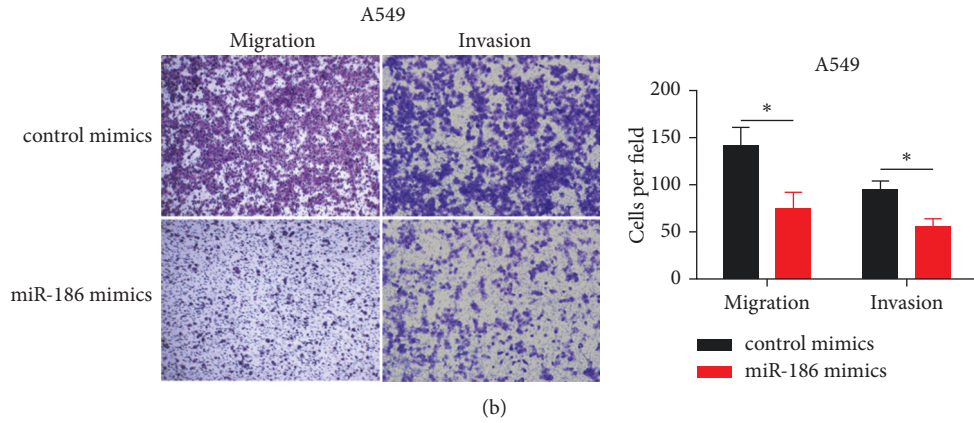 A549
Migration Invasion
control mimics
miR-186 mimics
A549
Cells per field
200
150
100
50
0
*
*
Migration Invasion
control mimics
miR-186 mimics
(b)